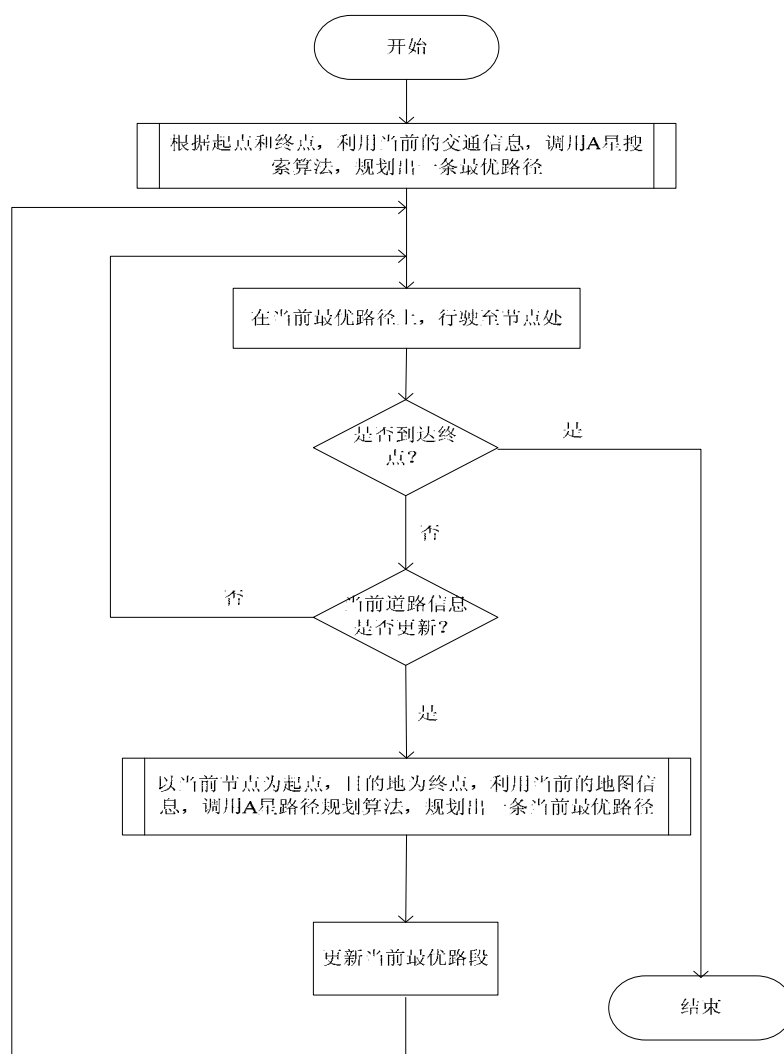 开始
根据起点和终点，利用当前的交通信息，调用A星搜
索算法，规划出一条最优路径
在当前最优路径上，行驶至节点处
是否到达终
点？
是
否
当前道路信息
是否更新？
否
是
以当前节点为起点，目的地为终点，利用当前的地图信
息，调用A星路径规划算法，规划出一条当前最优路径
更新当前最优路段
结束